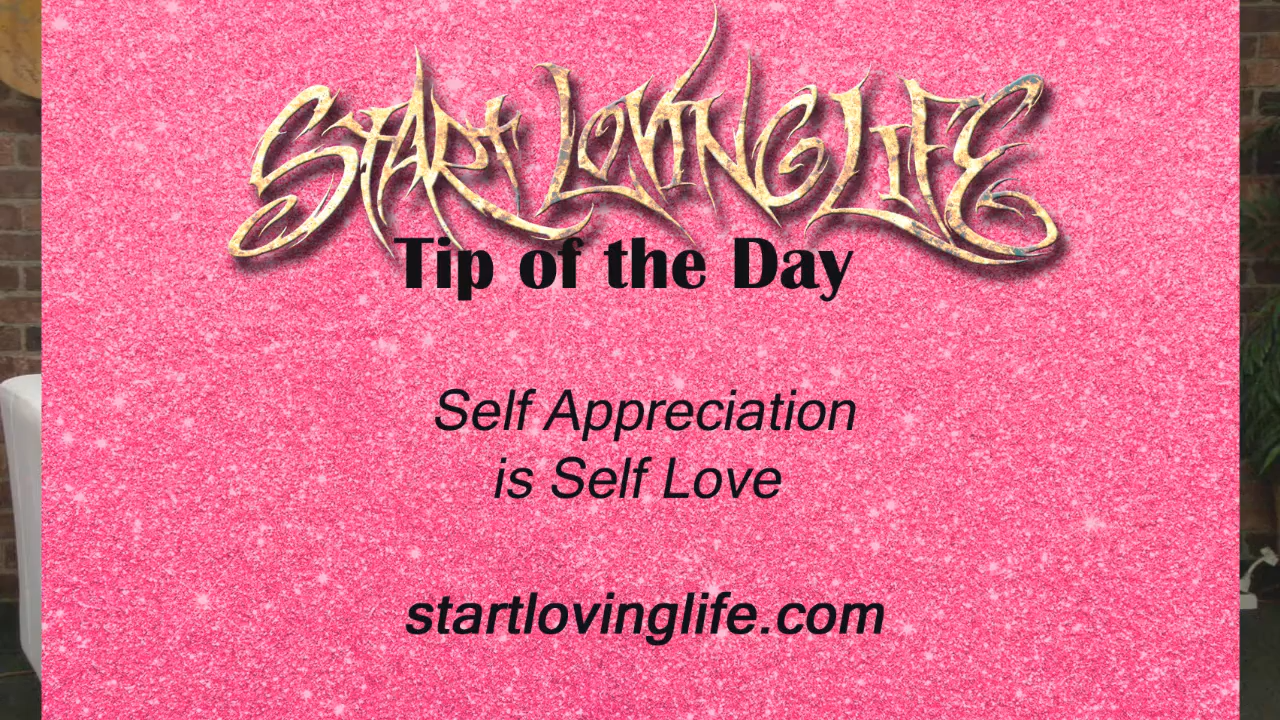 START LOVING LIFE
Tip of the Day
Self Appreciation
is Self Love
startlovinglife.com